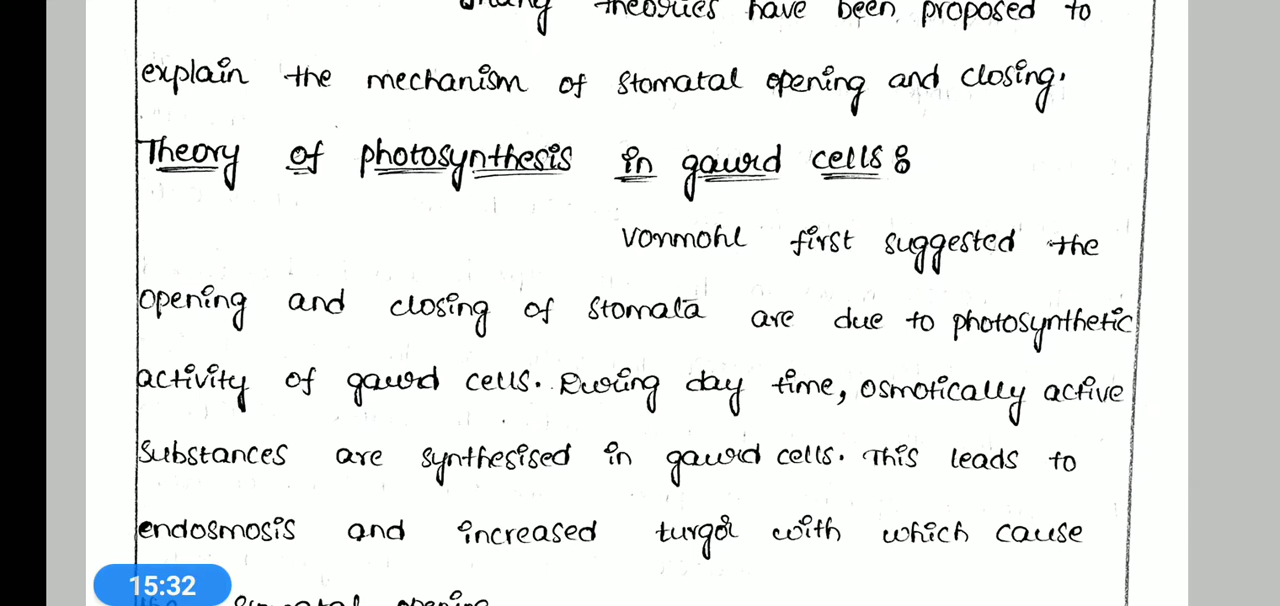 many theories have been proposed to
explain the mechanism of stomatal opening and closing.
Theory of photosynthesis in gaurd cells :
Vonmohl first suggested the
opening and closing of stomata are due to photosynthetic
activity of gaurd cells. During day time, osmotically active
substances are synthesised in gaurd cells. This leads to
endosmosis and increased turgor with which cause
15:32
stomatal opening